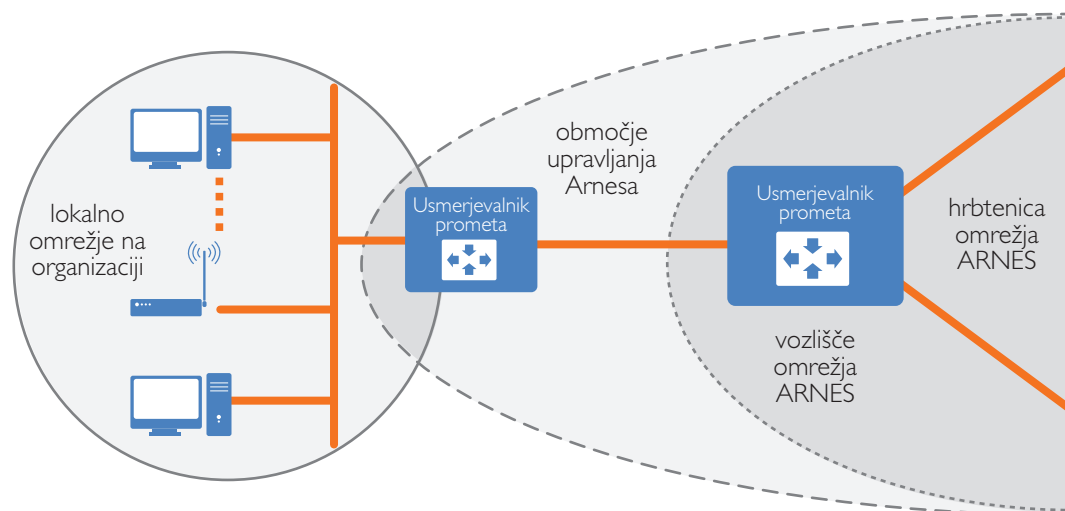 lokalno
omrežje na
organizaciji
Usmerjevalnik
prometa
območje
upravljanja
Arnesa
Usmerjevalnik
prometa
vozlišče
omrežja
ARNES
hrbtenica
omrežja
ARNES